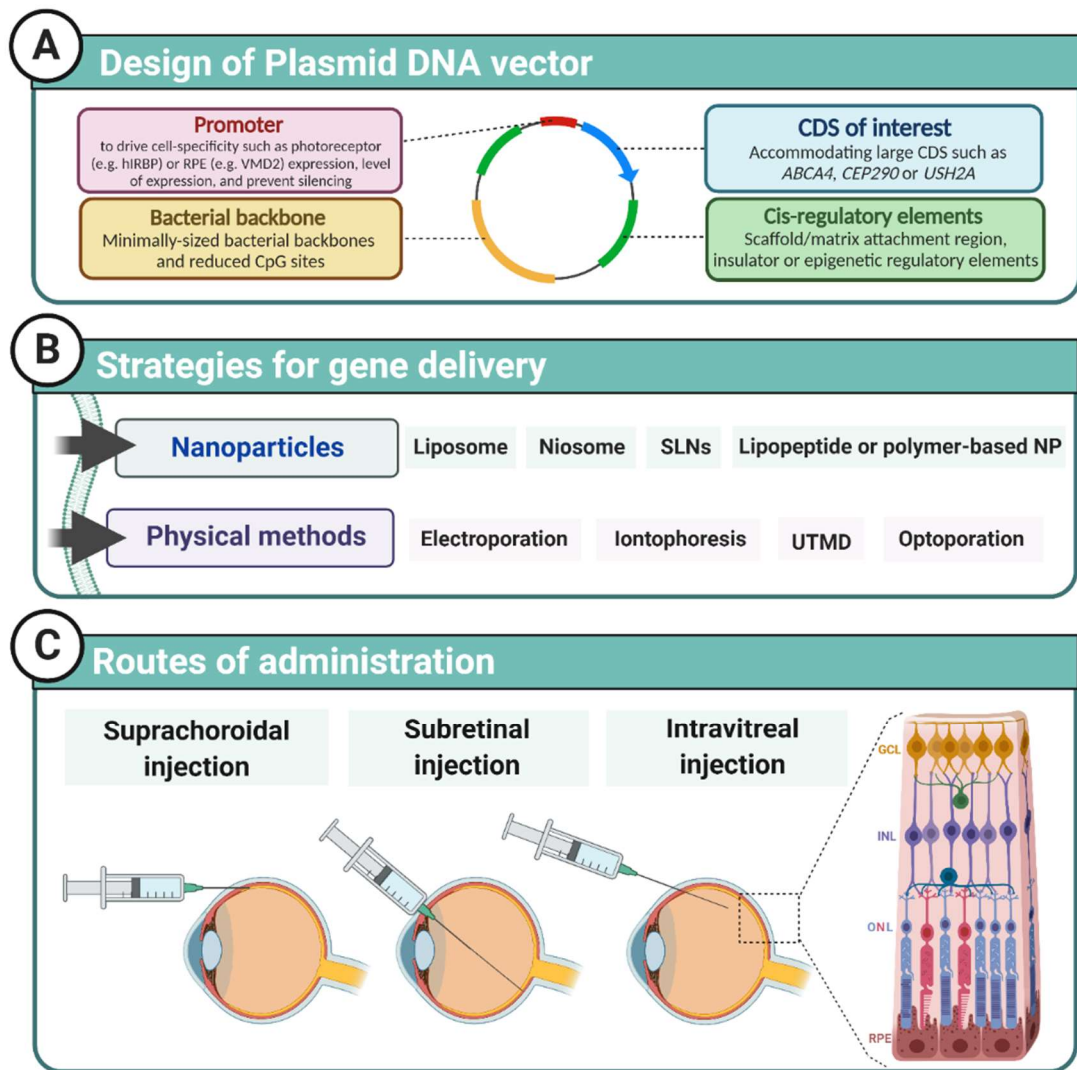 A
Design of Plasmid DNA vector
Promoter
to drive cell-specificity such as photoreceptor
(e.g. hIRBP) or RPE (e.g. VMD2) expression, level
of expression, and prevent silencing
CDS of interest
Accommodating large CDS such as
ABCA4, CEP290 or USH2A
Bacterial backbone
Minimally-sized bacterial backbones
and reduced CpG sites
Cis-regulatory elements
Scaffold/matrix attachment region,
insulator or epigenetic regulatory elements
B
Strategies for gene delivery
Nanoparticles
Liposome
Niosome
SLNs
Lipopeptide or polymer-based NP
Physical methods
Electroporation
Iontophoresis
UTMD
Optoporation
C
Routes of administration
Suprachoroidal
injection
Subretinal
injection
Intravitreal
injection
GCL
INL
ONL
RPE